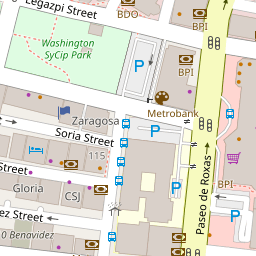 Legazpi Street
BDO
BPI
Washington
SyCip Park
P
BPI
Metrobank
Zaragosa
Soria Street
P
115
Paseo de Roxas
BPI
Gloria
CSJ
P
ez Street
P
0 Benavidez